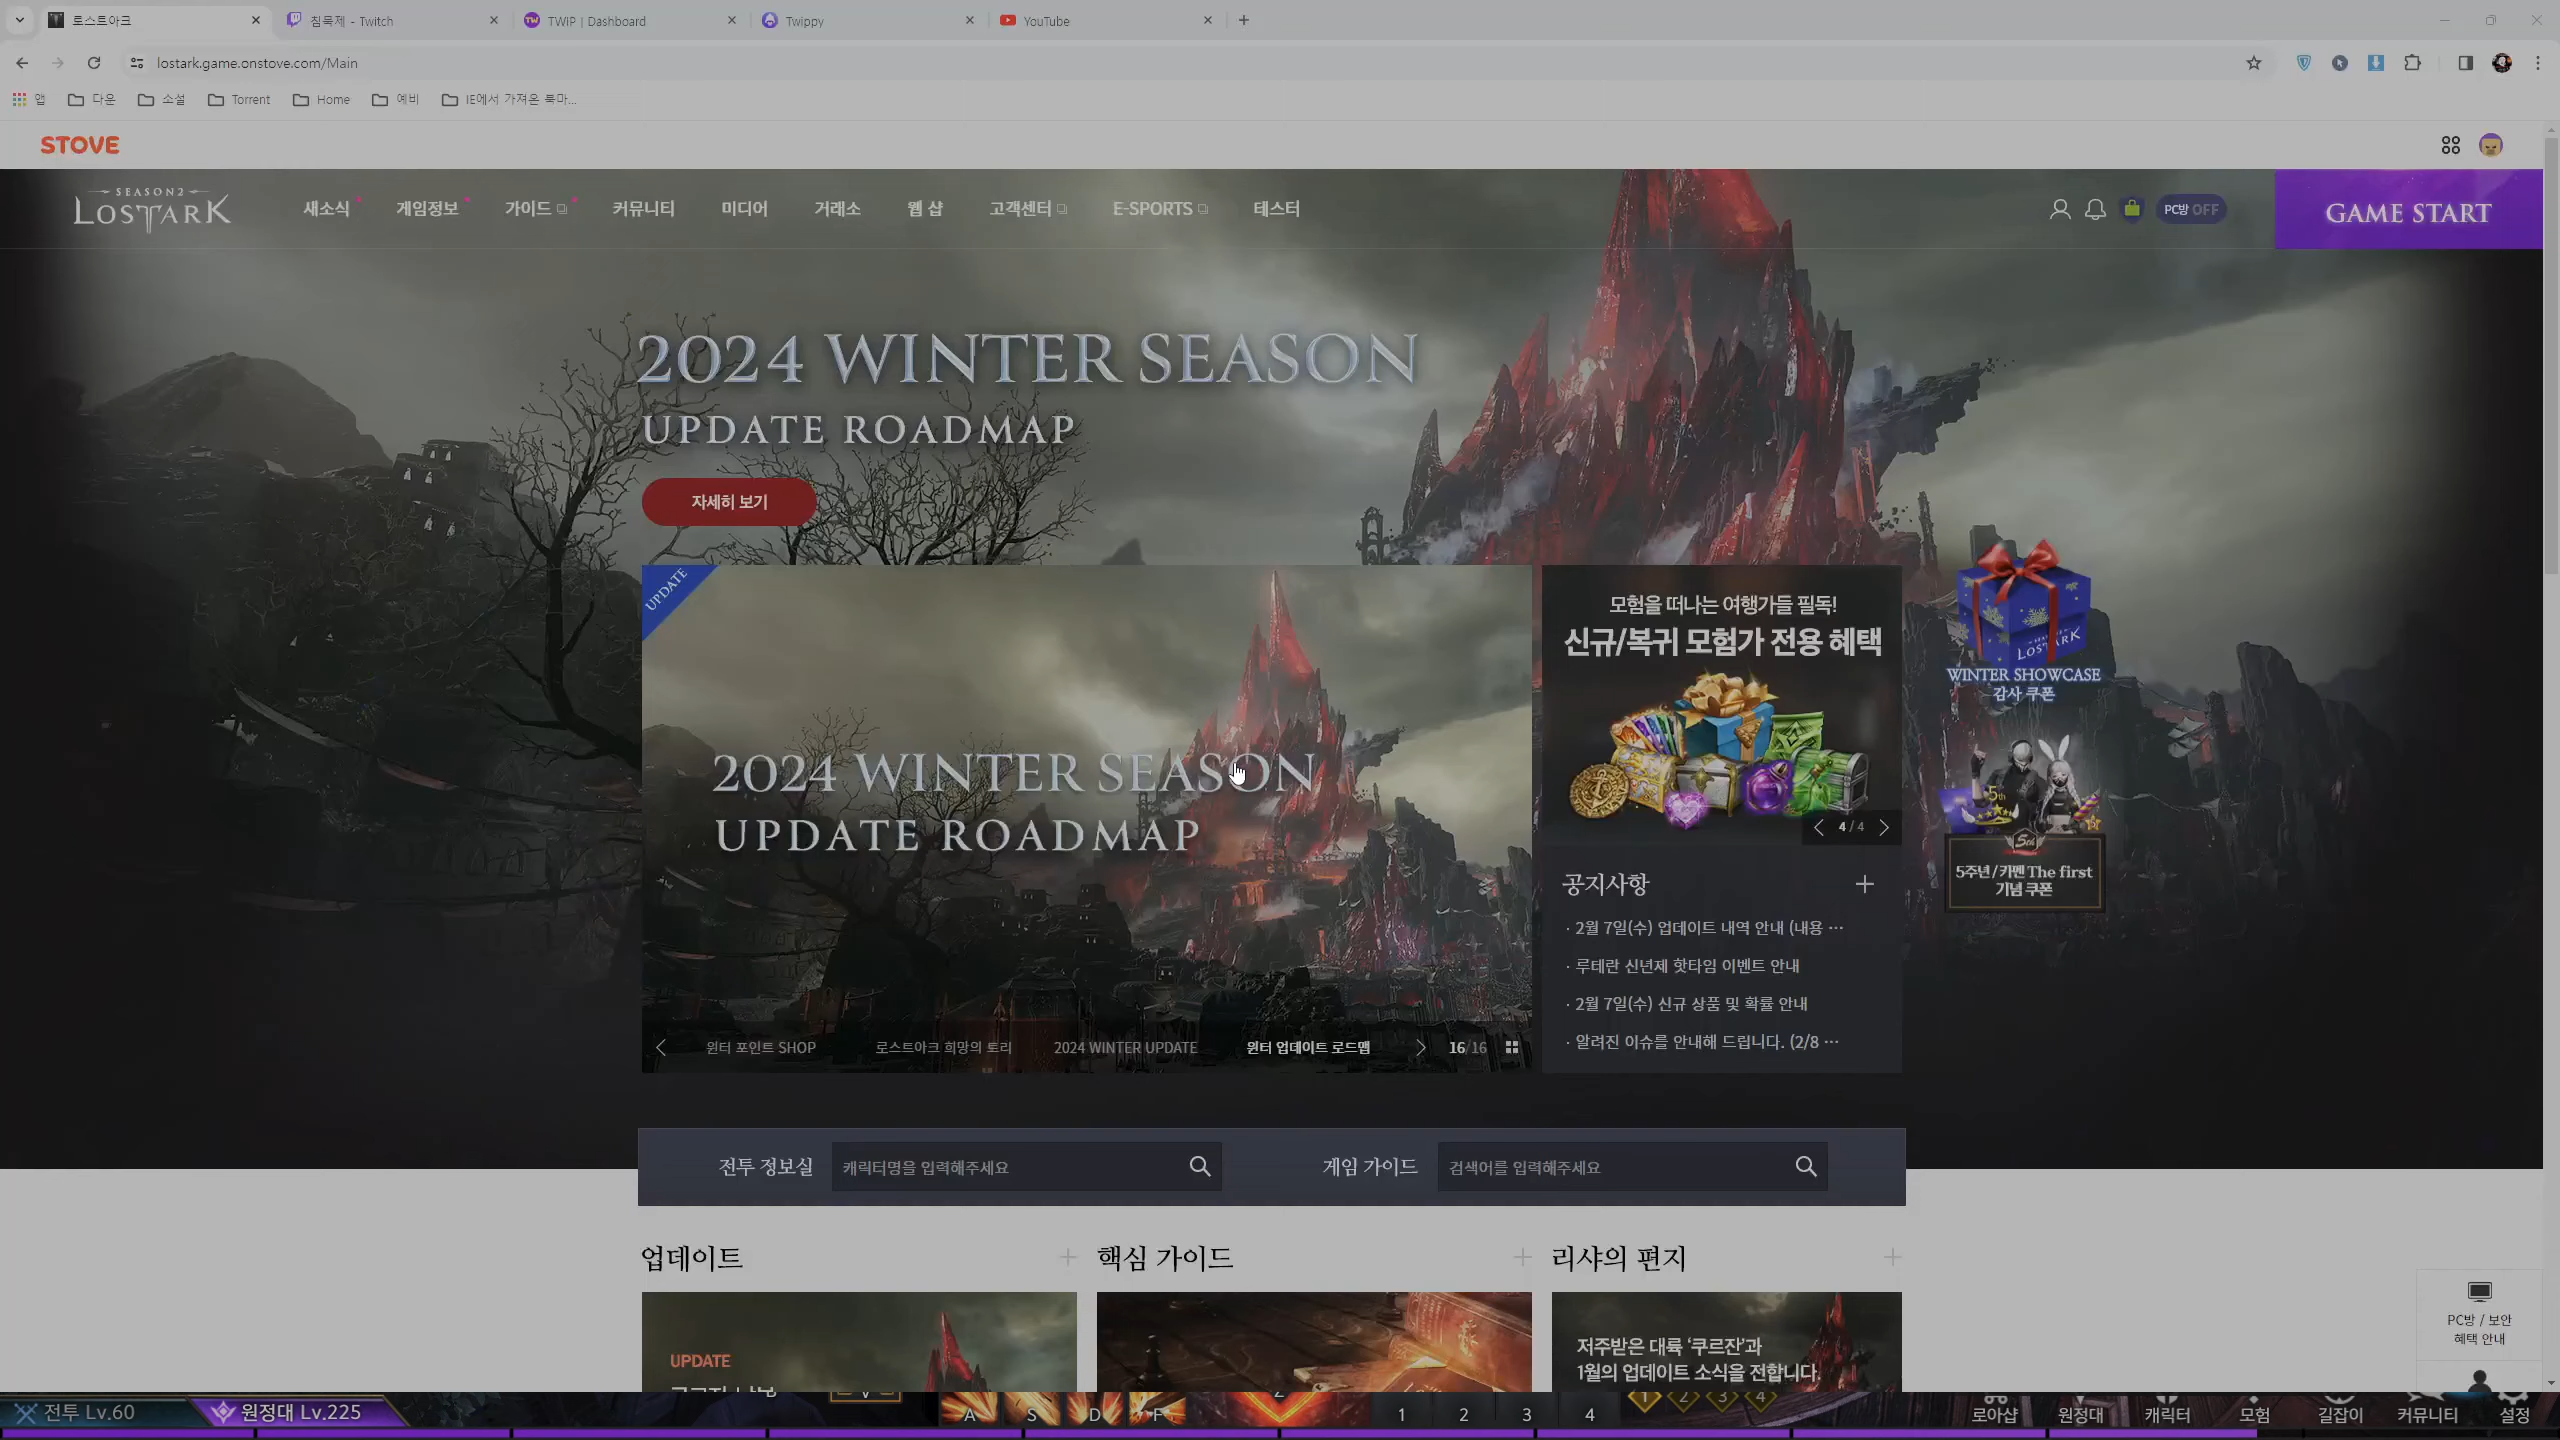 로스트아크
침묵제 - Twitch
TWIP | Dashboard
Twippy
YouTube
lostark.game.onstove.com/Main
앱
다운
소설
Torrent
Home
예비
IE에서 가져온 북마...
STOVE
SEASON2
LOSTARK
새소식
게임정보
가이드
커뮤니티
미디어
거래소
웹 샵
고객센터
E-SPORTS
테스터
PC방 OFF
GAME START
2024 WINTER SEASON
UPDATE ROADMAP
자세히 보기
UPDATE
2024 WINTER SEASON
UPDATE ROADMAP
윈터 포인트 SHOP
로스트아크 희망의 토리
2024 WINTER UPDATE
윈터 업데이트 로드맵
16/16
모험을 떠나는 여행가들 필독!
신규/복귀 모험가 전용 혜택
4 / 4
공지사항
· 2월 7일(수) 업데이트 내역 안내 (내용 ···
· 루테란 신년제 핫타임 이벤트 안내
· 2월 7일(수) 신규 상품 및 확률 안내
· 알려진 이슈를 안내해 드립니다. (2/8 ···
LOSTARK
WINTER SHOWCASE
감사 쿠폰
5th
5th
5주년/카멘 The first
기념 쿠폰
전투 정보실
캐릭터명을 입력해주세요
게임 가이드
검색어를 입력해주세요
업데이트
핵심 가이드
리샤의 편지
UPDATE
저주받은 대륙 '쿠르잔'과
1월의 업데이트 소식을 전합니다.
PC방 / 보안
혜택 안내
전투 Lv.60
원정대 Lv.225
A
S
D
F
V
Z
1
2
3
4
1
2
3
4
로아샵
원정대
캐릭터
모험
길잡이
커뮤니티
설정